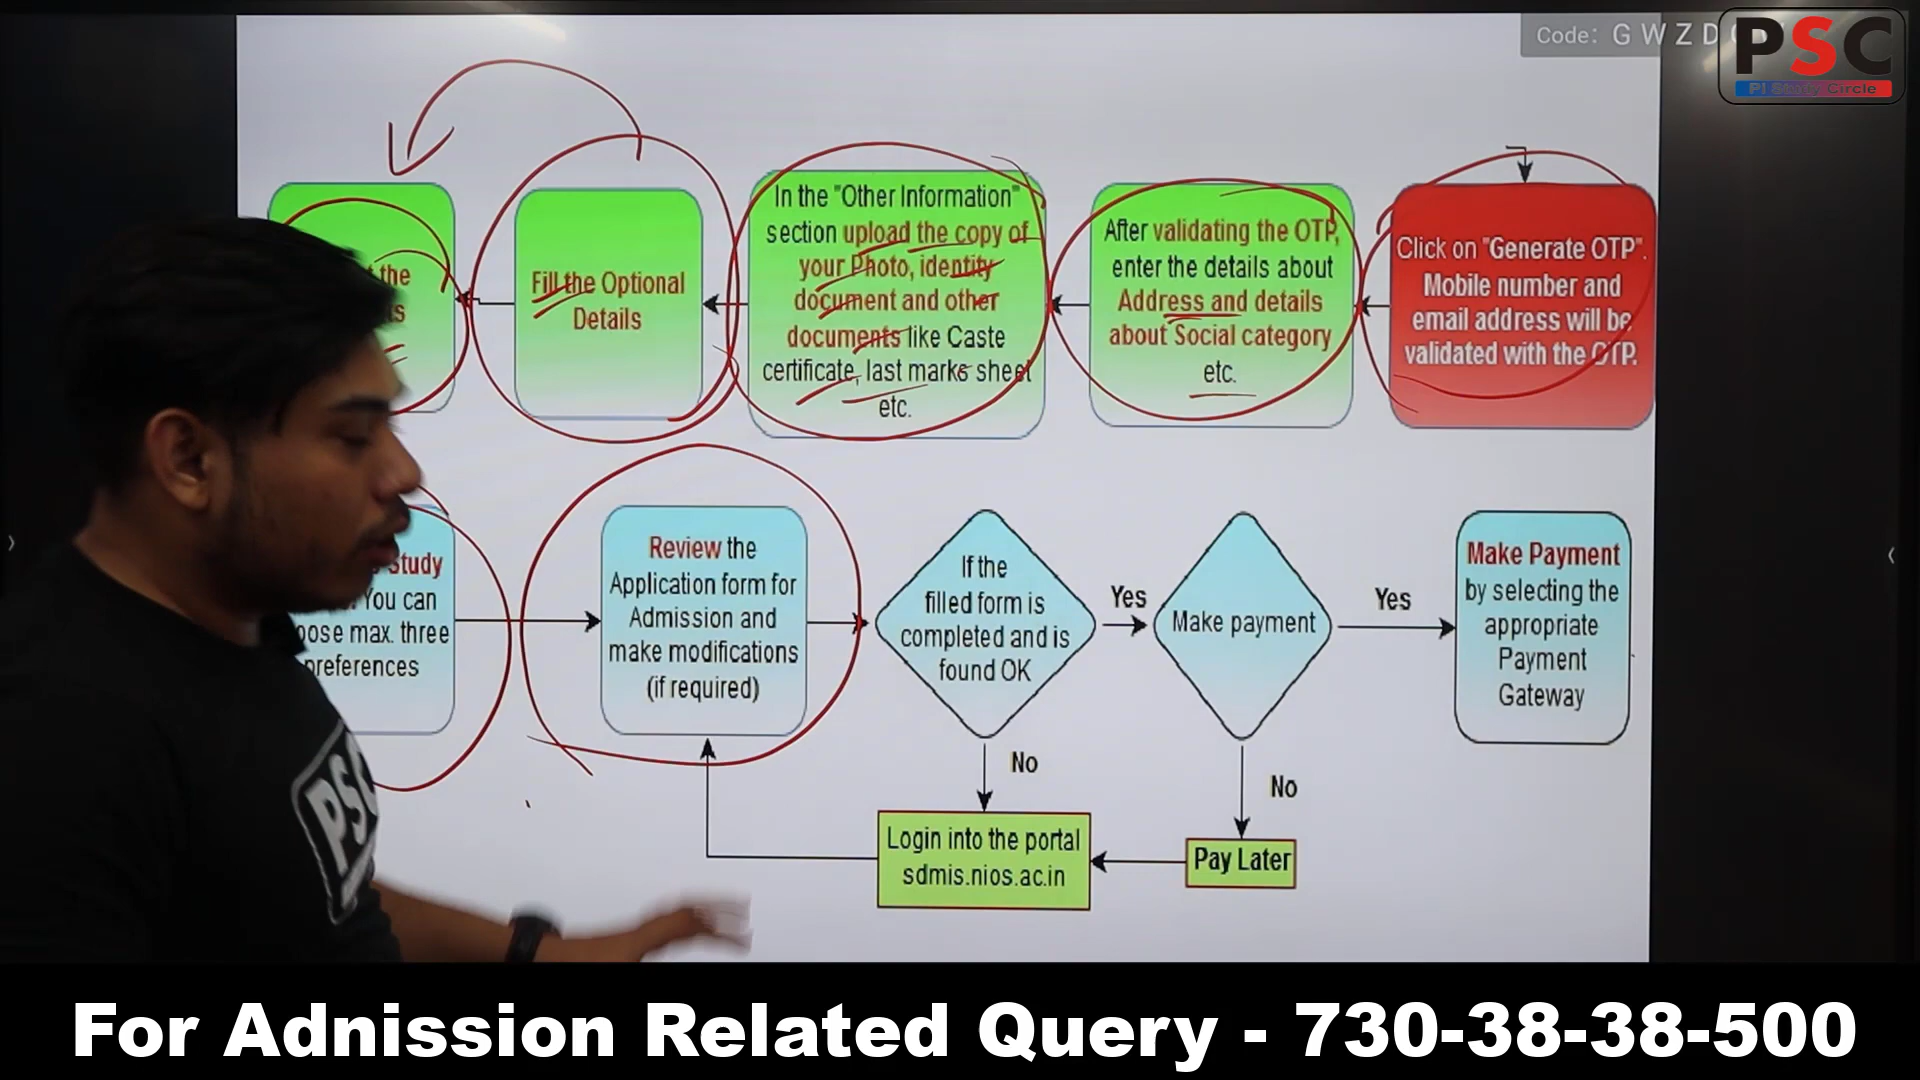 Code: G W Z D
PSC
PI Study Circle
the
In the "Other Information"
section upload the copy of
your Photo, identity
document and other
documents like Caste
certificate, last marks sheet
etc.
Fill the Optional
Details
After validating the OTP,
enter the details about
Address and details
about Social category
etc.
Click on "Generate OTP".
Mobile number and
email address will be
validated with the OTP.
study
You can
max. three
preferences
Review the
Application form for
Admission and
make modifications
(if required)
If the
filled form is
completed and is
found OK
Yes
Make payment
Yes
Make Payment
by selecting the
appropriate
Payment
Gateway
No
No
Login into the portal
sdmis.nios.ac.in
Pay Later
PSC
For Adnission Related Query - 730-38-38-500